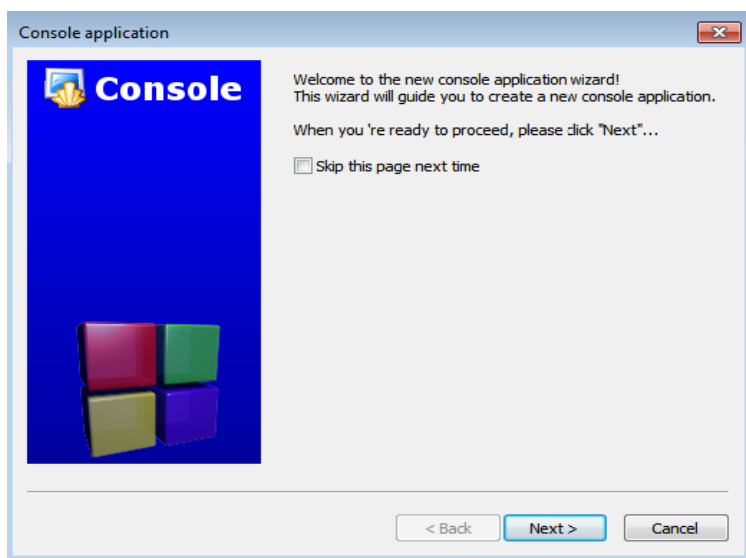 Console application
Console
Welcome to the new console application wizard!
This wizard will guide you to create a new console application.
When you 're ready to proceed, please click "Next"...
Skip this page next time
< Back
Next >
Cancel